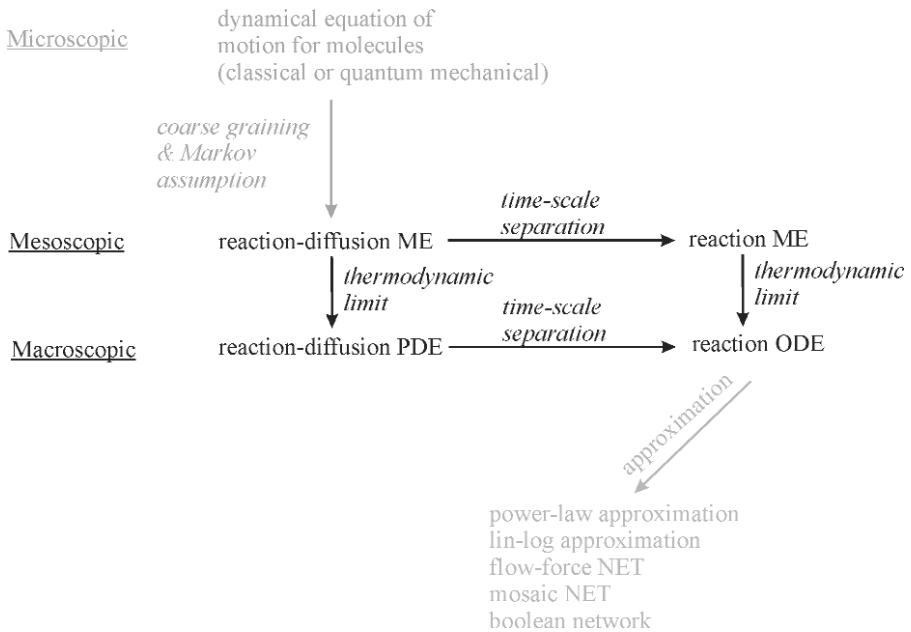 Microscopic
dynamical equation of
motion for molecules
(classical or quantum mechanical)
coarse graining
& Markov
assumption
Mesoscopic
reaction-diffusion ME
time-scale
separation
reaction ME
thermodynamic
limit
thermodynamic
limit
Macroscopic
reaction-diffusion PDE
time-scale
separation
reaction ODE
approximation
power-law approximation
lin-log approximation
flow-force NET
mosaic NET
boolean network